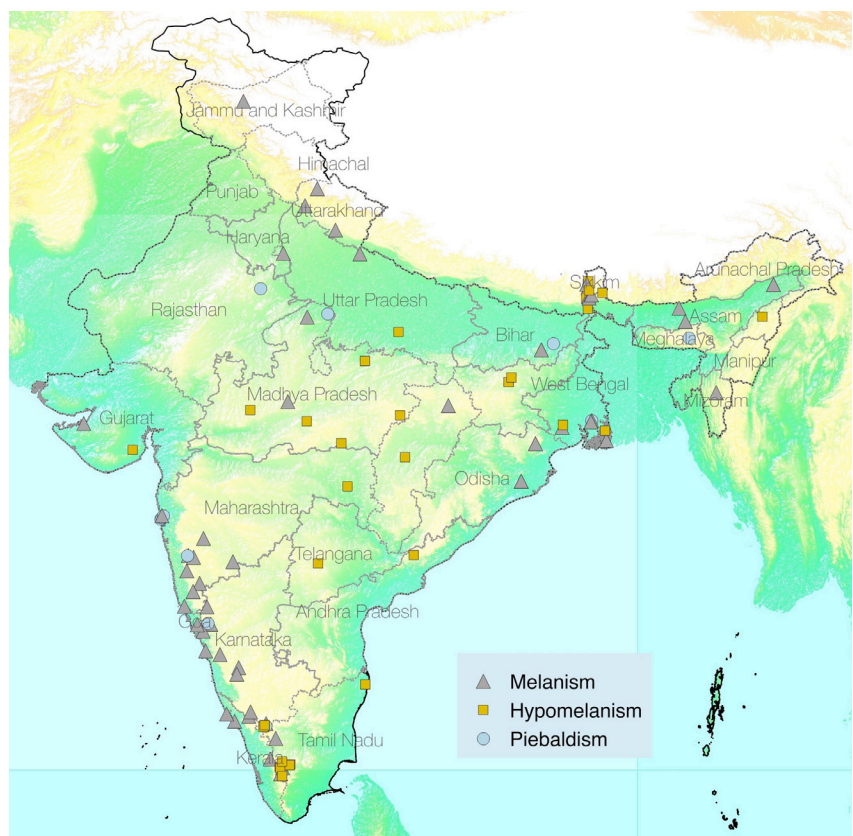 Jammu and Kashmir
Himachal
Punjab
Uttarakhand
Haryana
Arunachal Pradesh
Sikkim
Rajasthan
Uttar Pradesh
Assam
Bihar
Meghalaya
Manipur
West Bengal
Madhya Pradesh
Mizoram
Gujarat
Odisha
Maharashtra
Telangana
Andhra Pradesh
Goa
Karnataka
Melanism
Hypomelanism
Piebaldism
Tamil Nadu
Kerala